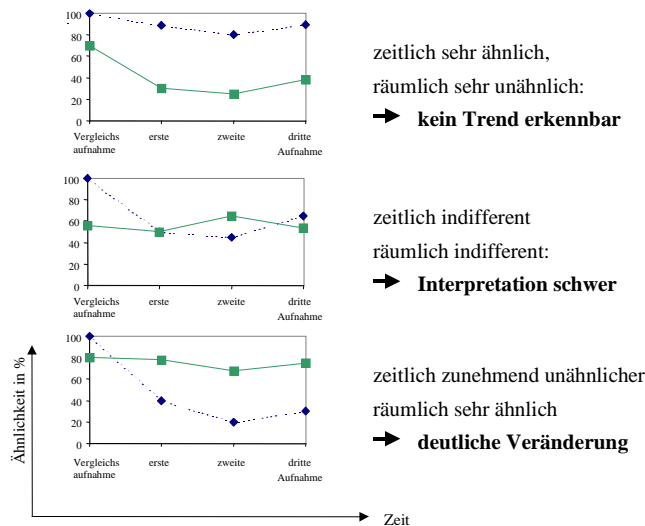 100
80
60
40
20
0
Vergleichs aufnahme
erste
zweite
dritte Aufnahme
zeitlich sehr ähnlich,
räumlich sehr unähnlich:
➔ kein Trend erkennbar
100
80
60
40
20
0
Vergleichs aufnahme
erste
zweite
dritte Aufnahme
zeitlich indifferent
räumlich indifferent:
➔ Interpretation schwer
100
80
60
40
20
0
Vergleichs aufnahme
erste
zweite
dritte Aufnahme
zeitlich zunehmend unähnlicher
räumlich sehr ähnlich
➔ deutliche Veränderung
Ähnlichkeit in %
Zeit